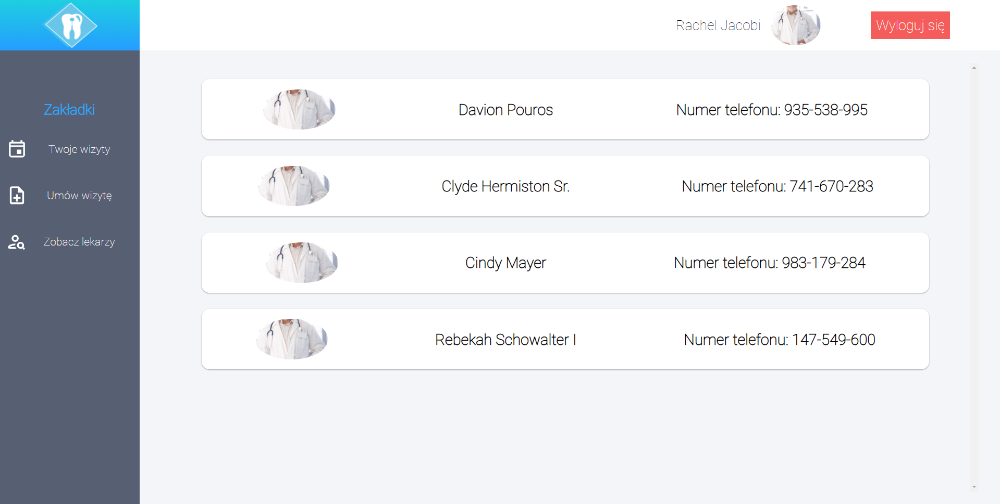 Rachel Jacobi
Wyloguj się
Zakładki
Twoje wizyty
Umów wizytę
Zobacz lekarzy
Davion Pouros Numer telefonu: 935-538-995
Clyde Hermiston Sr. Numer telefonu: 741-670-283
Cindy Mayer Numer telefonu: 983-179-284
Rebekah Schowalter I Numer telefonu: 147-549-600